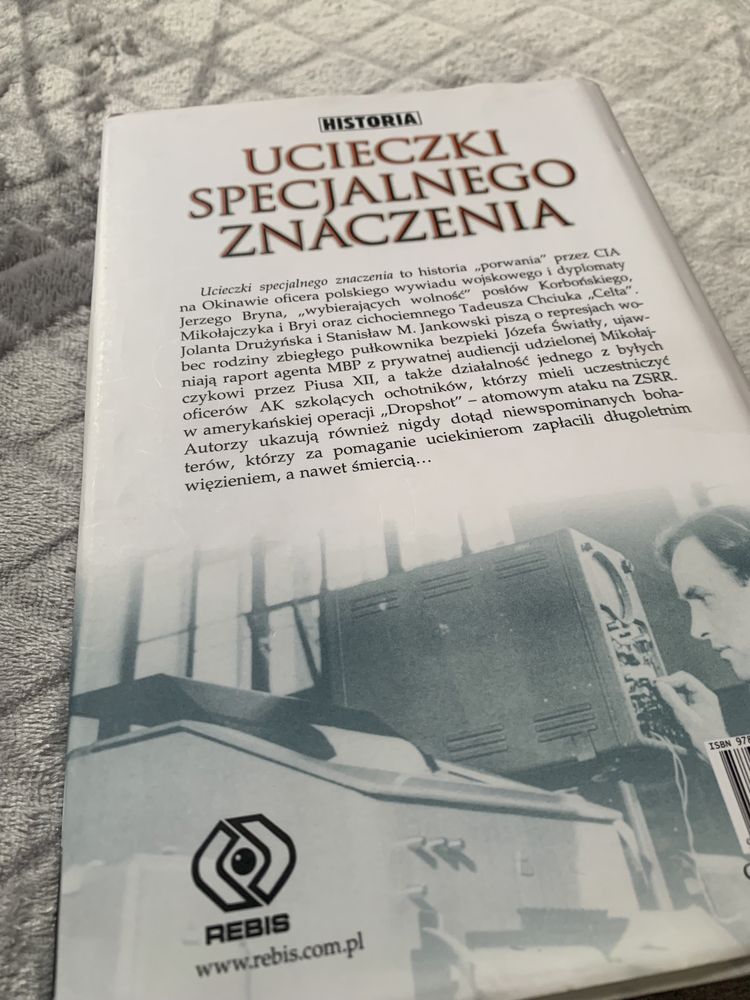 HISTORIA
UCIECZKI
SPECJALNEGO
ZNACZENIA
Ucieczki specjalnego znaczenia to historia „porwania” przez CIA
na Okinawie oficera polskiego wywiadu wojskowego i dyplomaty
Jerzego Bryna, „wybierających wolność” posłów Korbońskiego,
Mikołajczyka i Bryi oraz cichociemnego Tadeusza Chciuka „Celta”.
Jolanta Drużyńska i Stanisław M. Jankowski piszą o represjach wo-
bec rodziny zbiegłego pułkownika bezpieki Józefa Światły, ujaw-
niają raport agenta MBP z prywatnej audiencji udzielonej Mikołaj-
czykowi przez Piusa XII, a także działalność jednego z byłych
oficerów AK szkolących ochotników, którzy mieli uczestniczyć
w amerykańskiej operacji „Dropshot” – atomowym ataku na ZSRR.
Autorzy ukazują również nigdy dotąd niewspominanych boha-
terów, którzy za pomaganie uciekinierom zapłacili długoletnim
więzieniem, a nawet śmiercią...
ISBN 978
REBIS
www.rebis.com.pl